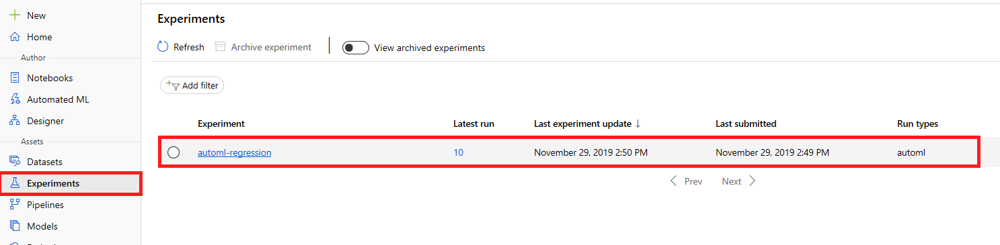 New
Home
Author
Notebooks
Automated ML
Designer
Assets
Datasets
Experiments
Pipelines
Models
Experiments
Refresh Archive experiment View archived experiments
Add filter
Experiment Latest run Last experiment update ↓ Last submitted Run types
automl-regression 10 November 29, 2019 2:50 PM November 29, 2019 2:49 PM automl
Prev Next